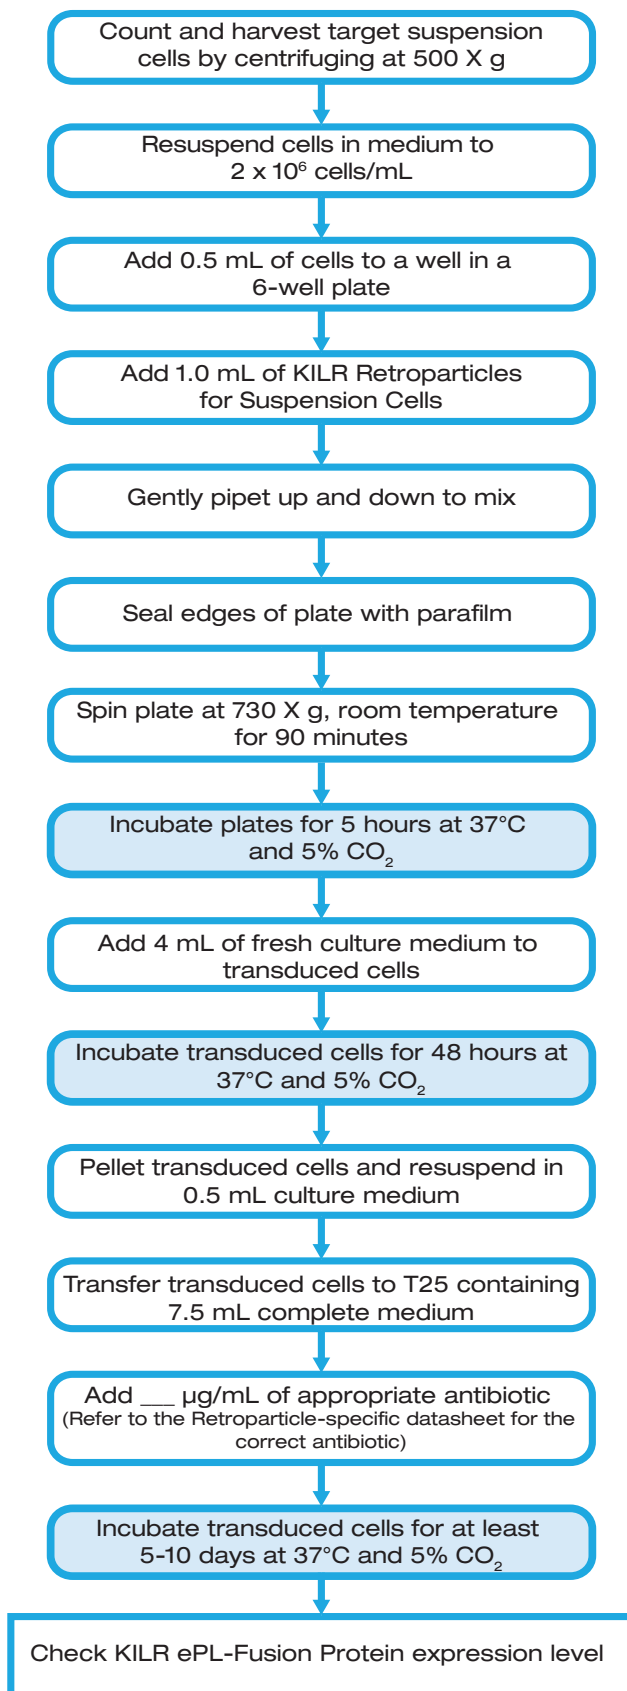 Count and harvest target suspension
cells by centrifuging at 500 X g
Resuspend cells in medium to
2 x 10⁶ cells/mL
Add 0.5 mL of cells to a well in a
6-well plate
Add 1.0 mL of KILR Retroparticles
for Suspension Cells
Gently pipet up and down to mix
Seal edges of plate with parafilm
Spin plate at 730 X g, room temperature
for 90 minutes
Incubate plates for 5 hours at 37°C
and 5% CO₂
Add 4 mL of fresh culture medium to
transduced cells
Incubate transduced cells for 48 hours at
37°C and 5% CO₂
Pellet transduced cells and resuspend in
0.5 mL culture medium
Transfer transduced cells to T25 containing
7.5 mL complete medium
Add ___ µg/mL of appropriate antibiotic
(Refer to the Retroparticle-specific datasheet for the
correct antibiotic)
Incubate transduced cells for at least
5-10 days at 37°C and 5% CO₂
Check KILR ePL-Fusion Protein expression level